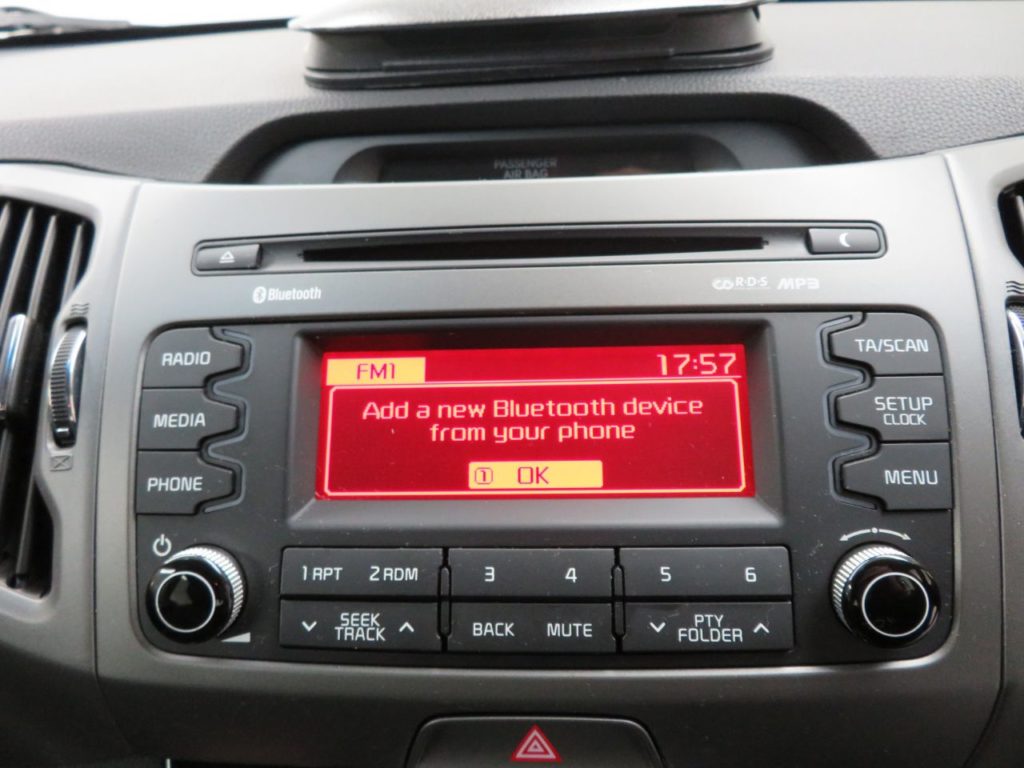 PASSENGER
AIR BAG
Bluetooth
R·D·S MP3
RADIO
MEDIA
PHONE
FM1 17:57
Add a new Bluetooth device
from your phone
① OK
TA/SCAN
SETUP
CLOCK
MENU
1 RPT 2 RDM 3 4 5 6
SEEK
TRACK
BACK MUTE
PTY
FOLDER